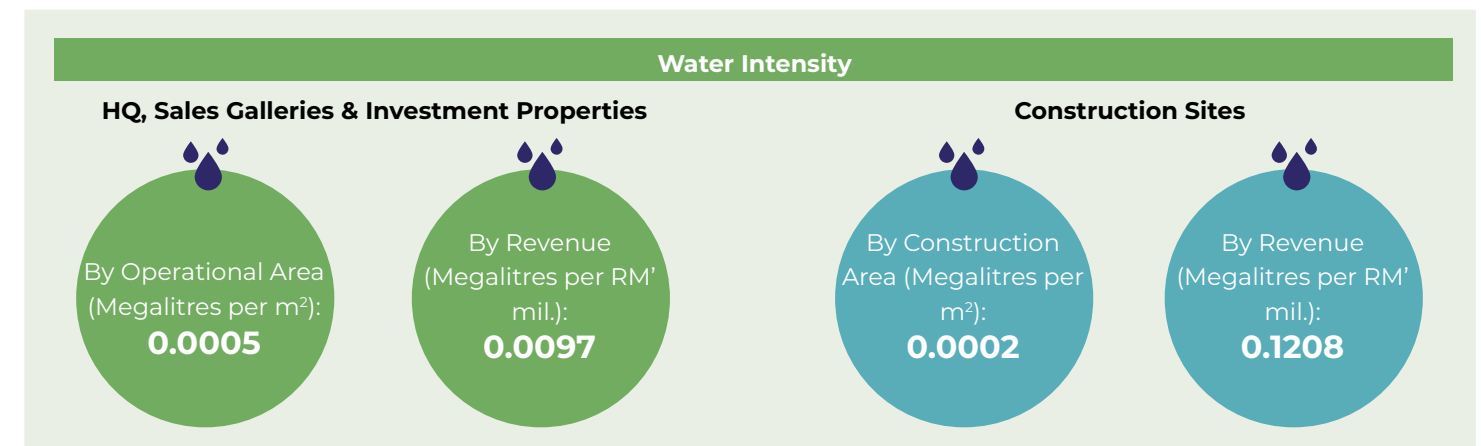 Water Intensity
HQ, Sales Galleries & Investment Properties
By Operational Area
(Megalitres per m²):
0.0005
By Revenue
(Megalitres per RM’
mil.):
0.0097
Construction Sites
By Construction
Area (Megalitres per
m²):
0.0002
By Revenue
(Megalitres per RM’
mil.):
0.1208